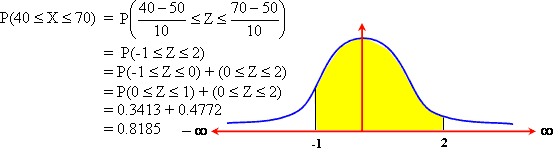 P(40 ≤ X ≤ 70) = P((40 – 50)/10 ≤ Z ≤ (70 – 50)/10)
= P(-1 ≤ Z ≤ 2)
= P(-1 ≤ Z ≤ 0) + (0 ≤ Z ≤ 2)
= P(0 ≤ Z ≤ 1) + (0 ≤ Z ≤ 2)
= 0.3413 + 0.4772
= 0.8185
– ∞ ∞
-1 2